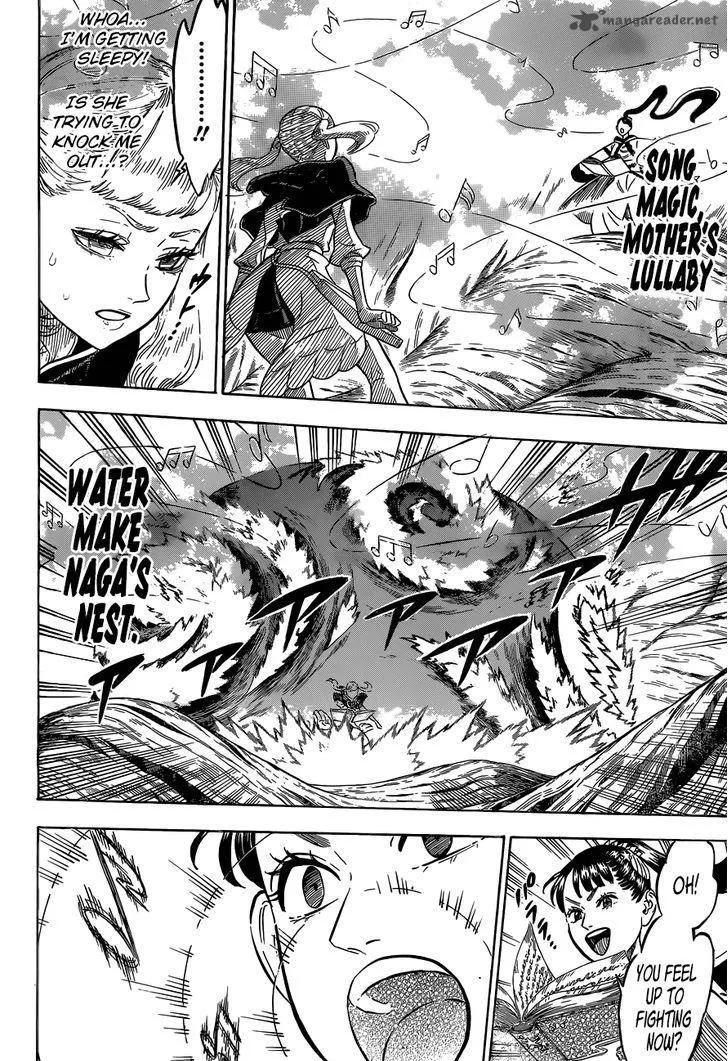 mangareader.net
SONG
MAGIC,
MOTHER'S
LULLABY
WHOA...
I'M GETTING
SLEEPY!
IS SHE
TRYING TO
KNOCK ME
OUT...!?
........!!
WATER
MAKE
NAGA'S
NEST.
OH!
YOU FEEL
UP TO
FIGHTING
NOW?